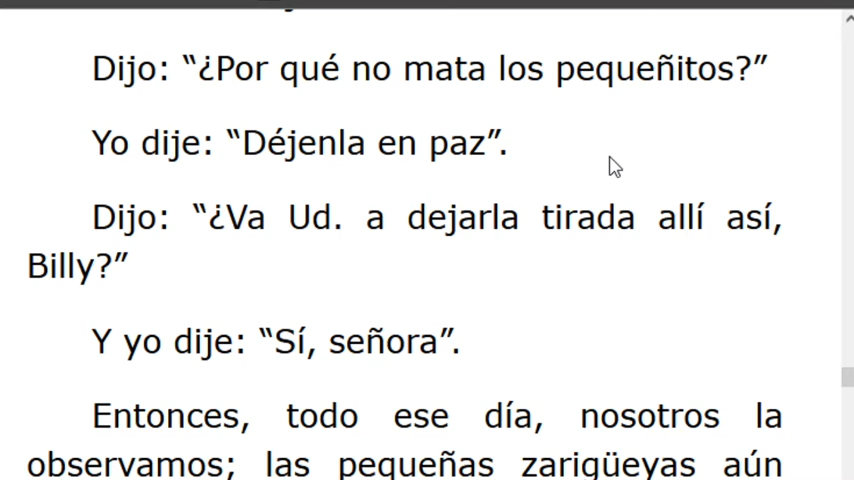 Dijo: “¿Por qué no mata los pequeñitos?”
Yo dije: “Déjenla en paz”.
Dijo: “¿Va Ud. a dejarla tirada allí así,
Billy?”
Y yo dije: “Sí, señora”.
Entonces, todo ese día, nosotros la
observamos; las pequeñas zarigüeyas aún